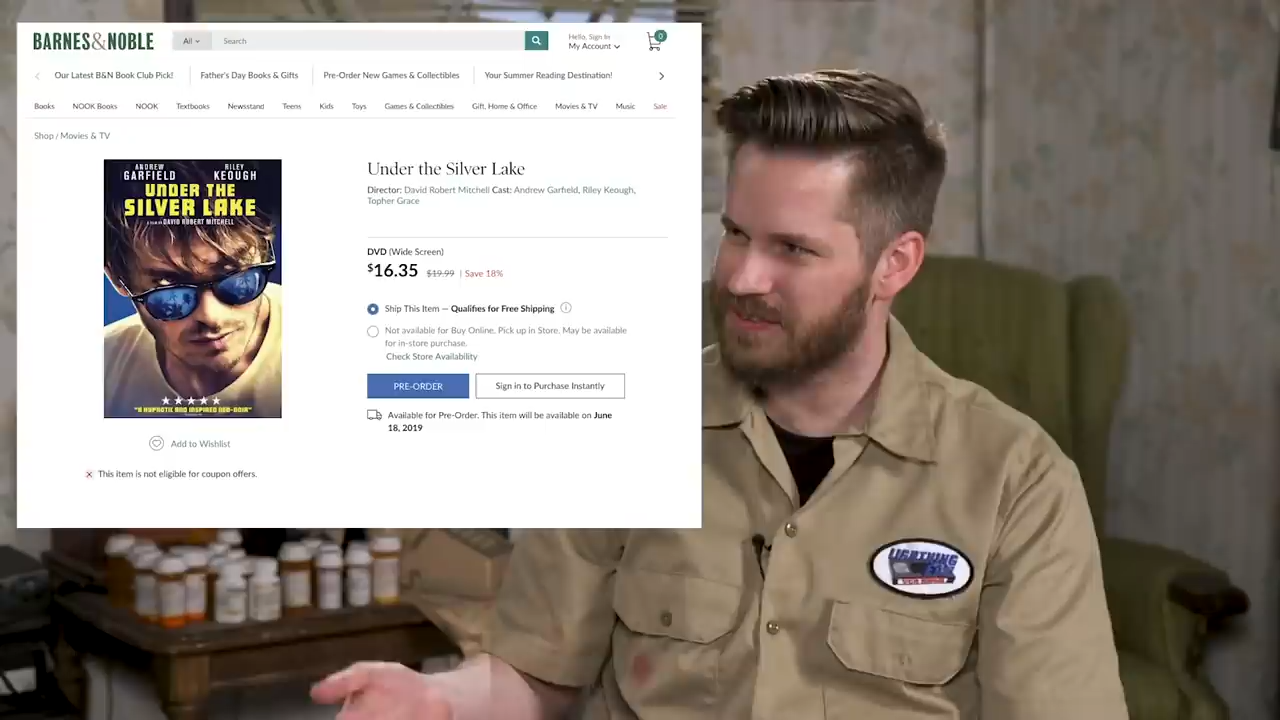 BARNES&NOBLE
All
Search
Hello, Sign In
My Account
0
Our Latest B&N Book Club Pick!
Father's Day Books & Gifts
Pre-Order New Games & Collectibles
Your Summer Reading Destination!
Books
NOOK Books
NOOK
Textbooks
Newsstand
Teens
Kids
Toys
Games & Collectibles
Gift, Home & Office
Movies & TV
Music
Sale
Shop / Movies & TV
ANDREW
GARFIELD
RILEY
KEOUGH
UNDER THE
SILVER LAKE
A FILM BY DAVID ROBERT MITCHELL
"A HYPNOTIC AND INSPIRED NEO-NOIR"
Add to Wishlist
This item is not eligible for coupon offers.
Under the Silver Lake
Director: David Robert Mitchell Cast: Andrew Garfield, Riley Keough,
Topher Grace
DVD (Wide Screen)
$16.35 $19.99 | Save 18%
Ship This Item — Qualifies for Free Shipping
Not available for Buy Online, Pick up in Store. May be available
for in-store purchase.
Check Store Availability
PRE-ORDER
Sign in to Purchase Instantly
Available for Pre-Order. This item will be available on June
18, 2019
LIGHTNING
VCR REPAIR